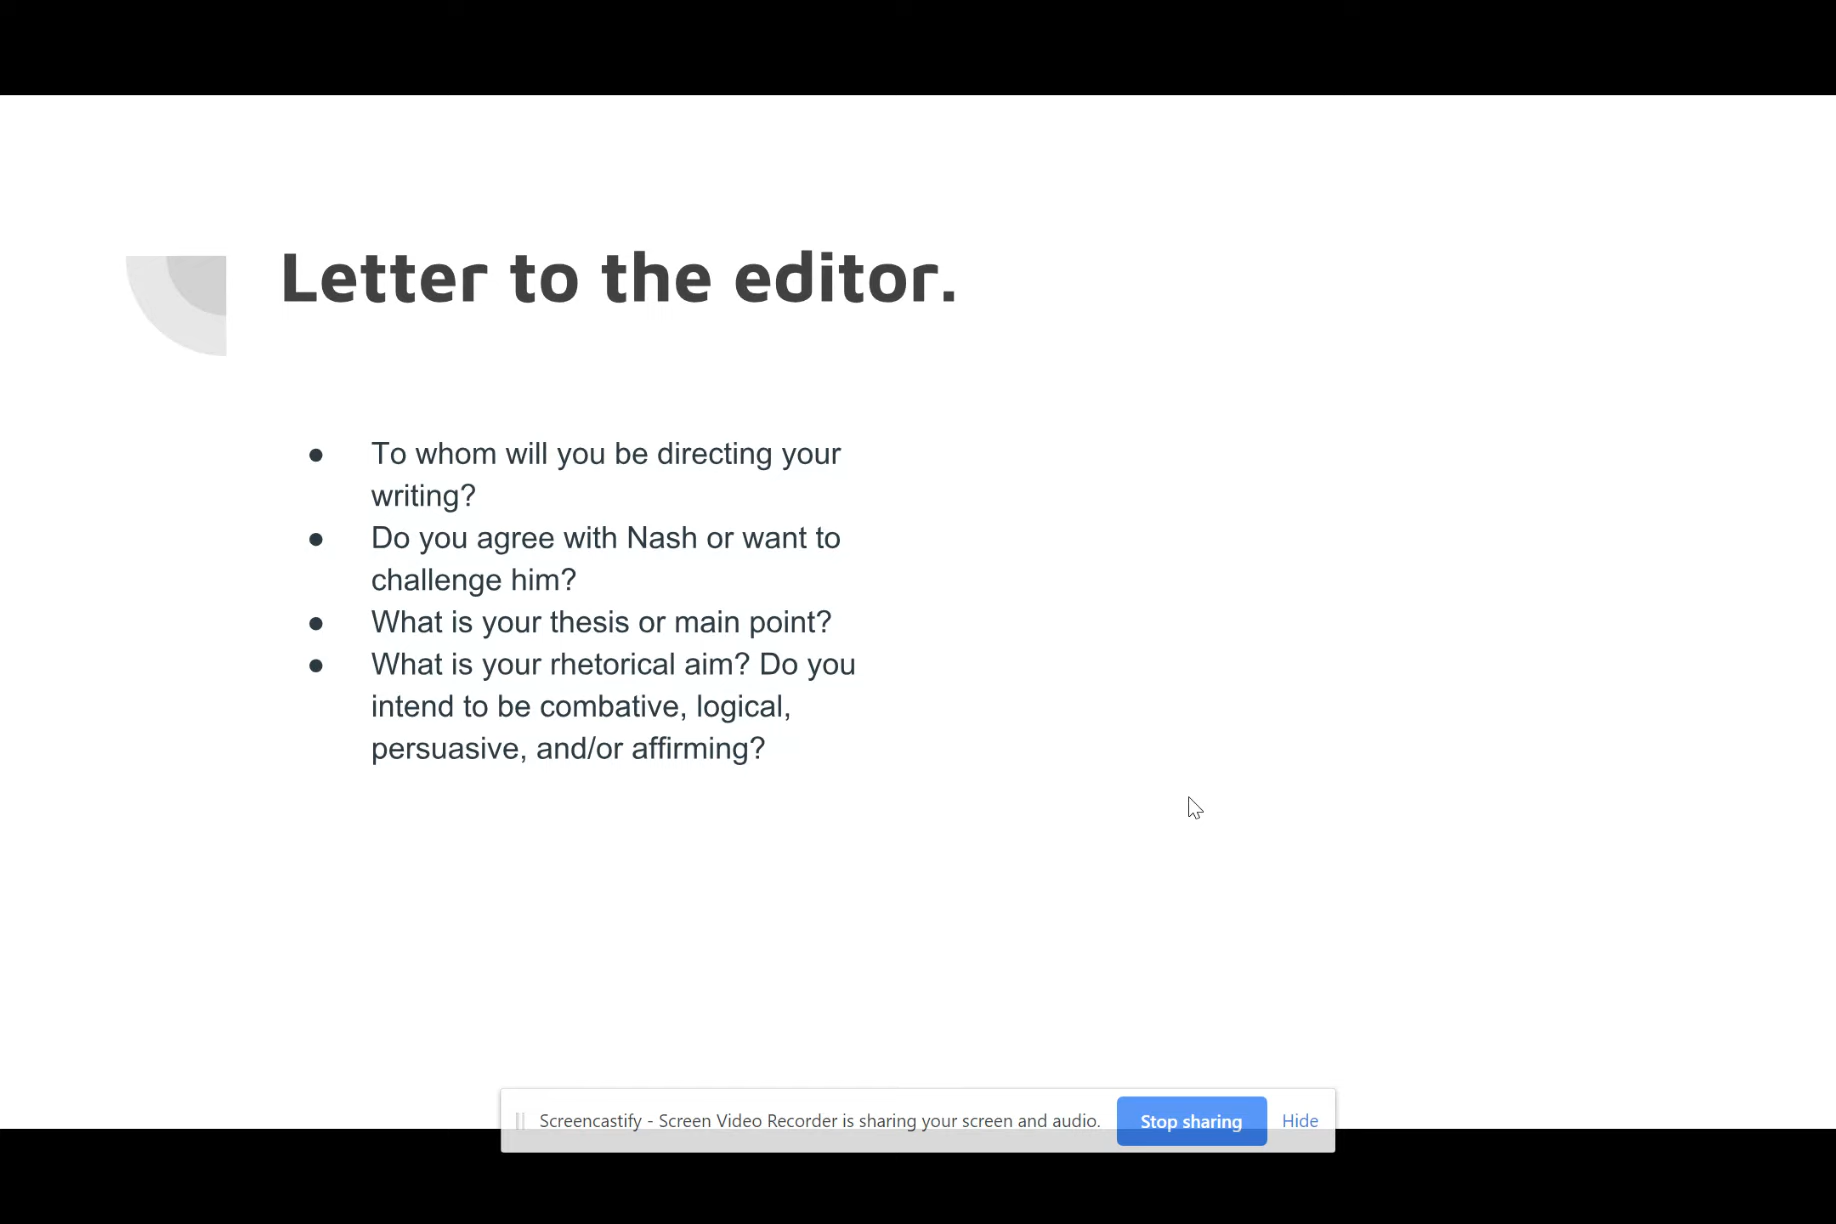 Letter to the editor.
● To whom will you be directing your
writing?
● Do you agree with Nash or want to
challenge him?
● What is your thesis or main point?
● What is your rhetorical aim? Do you
intend to be combative, logical,
persuasive, and/or affirming?
Screencastify - Screen Video Recorder is sharing your screen and audio. Stop sharing Hide